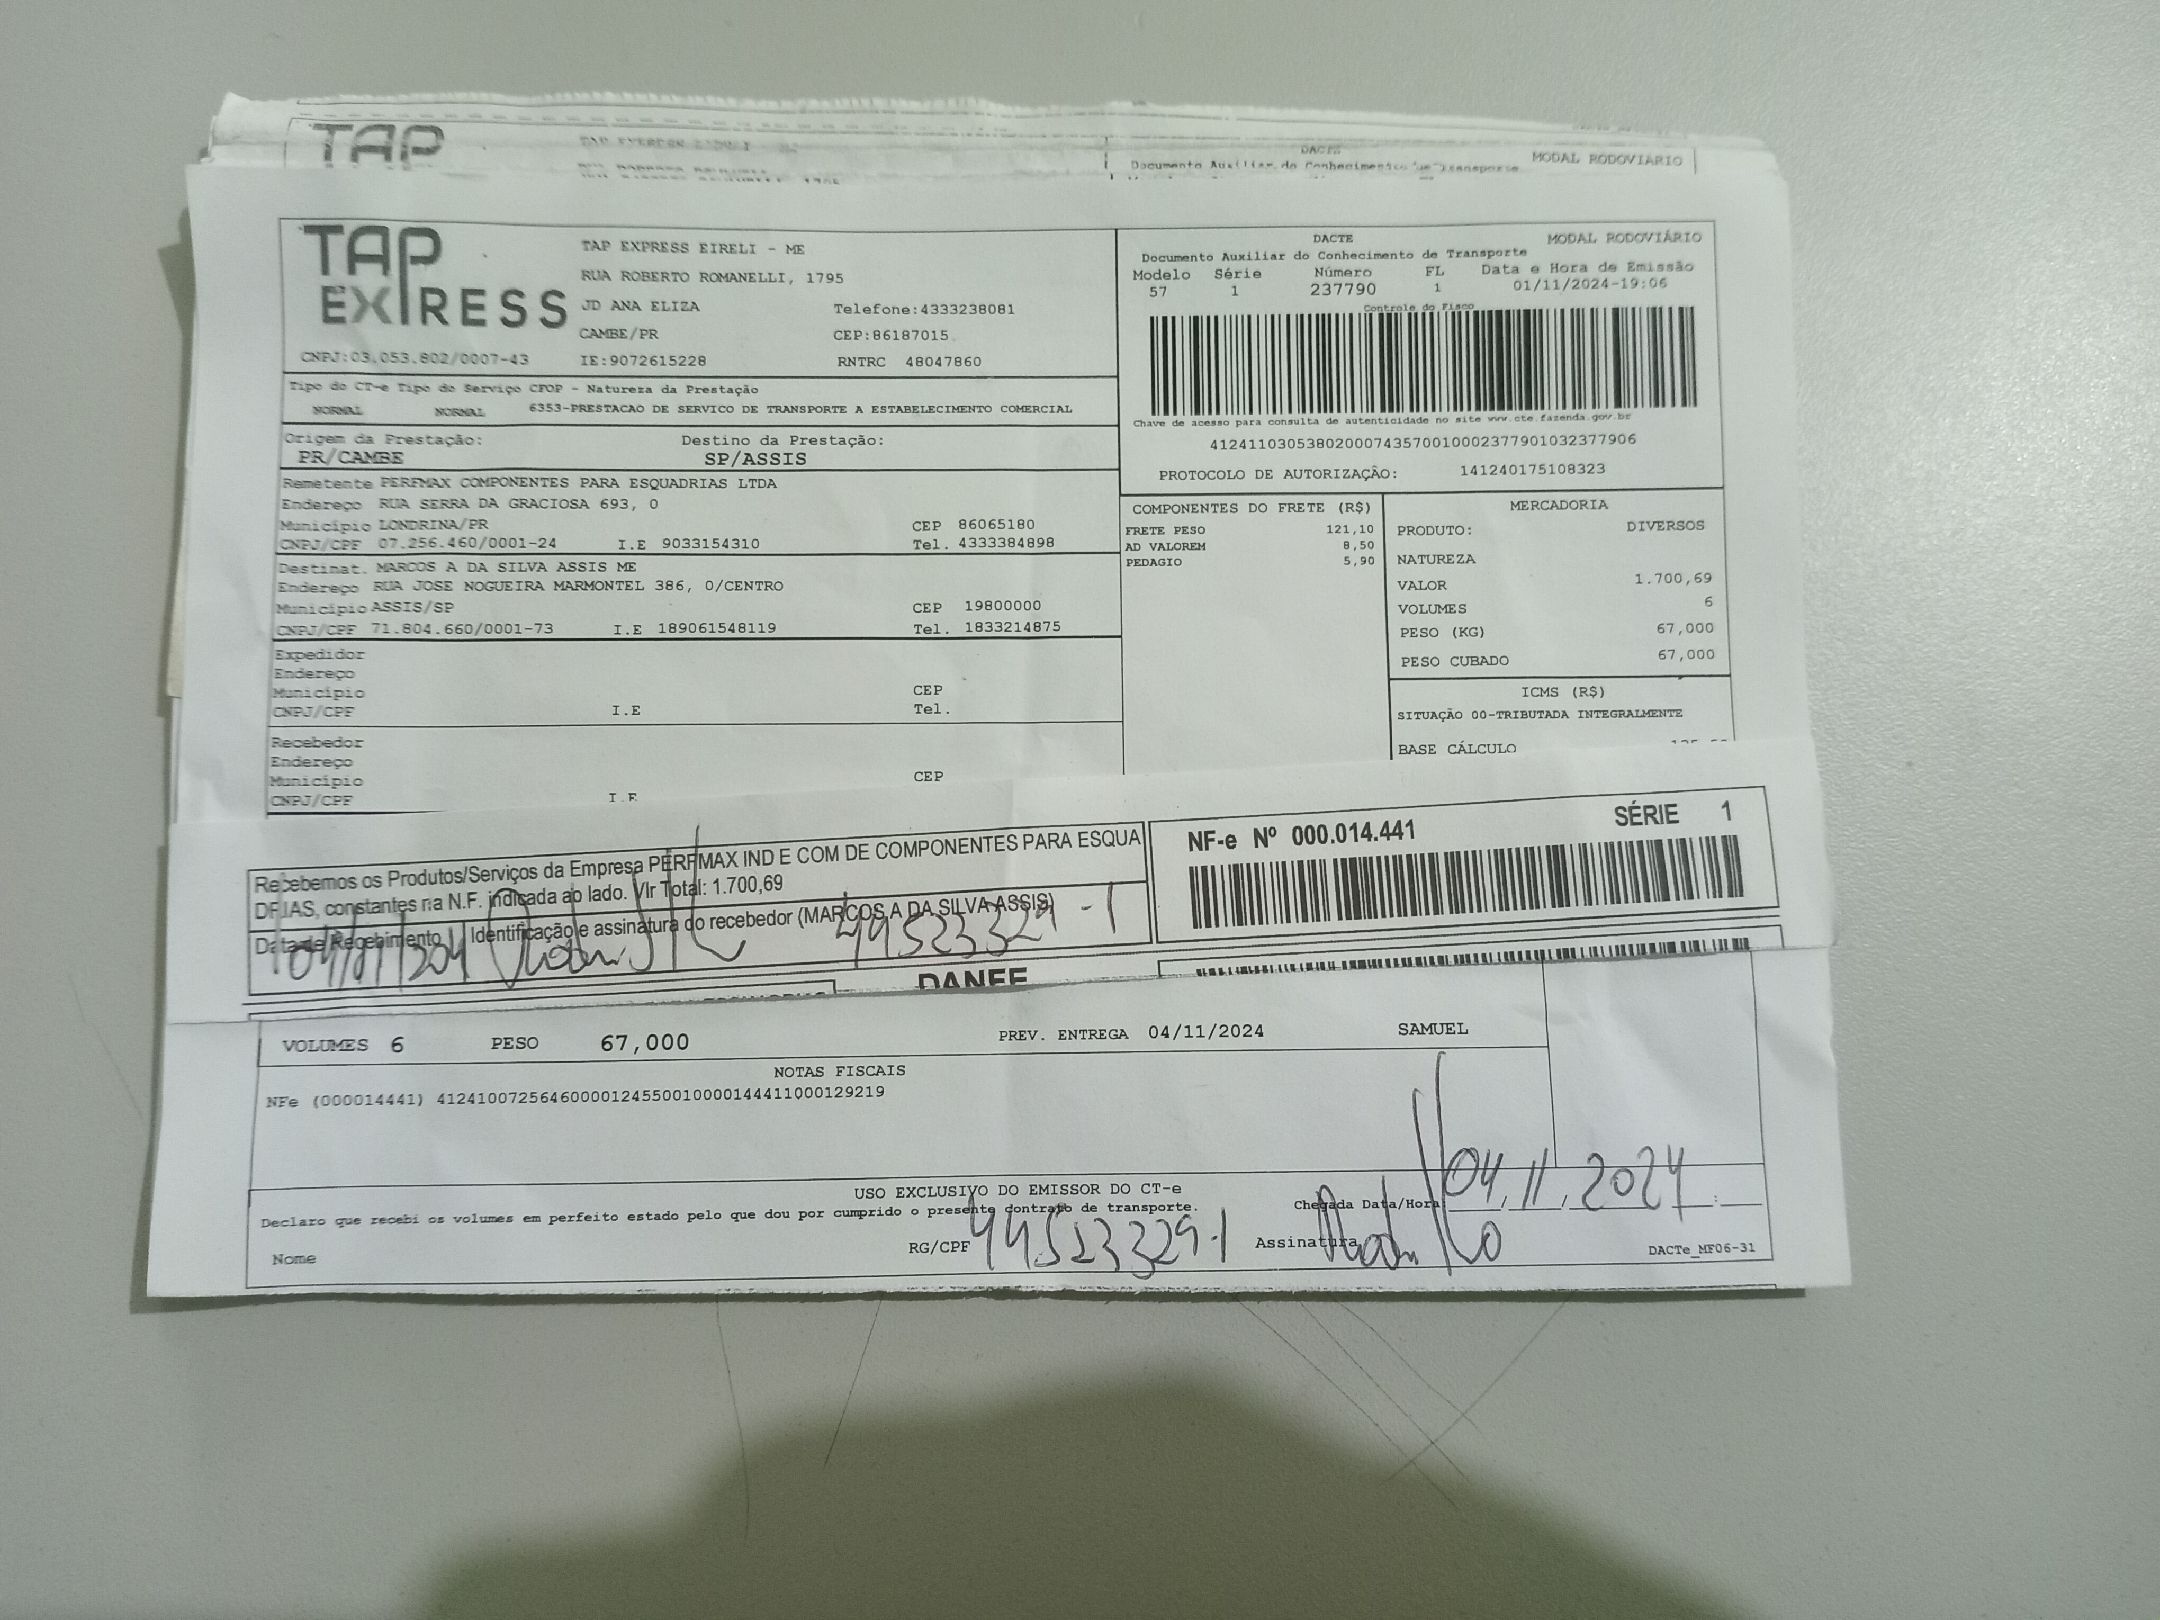 TAP
DACTE
MODAL RODOVIÁRIO
Documento Auxiliar do Conhecimento de Transporte
TAP EXPRESS
TAP EXPRESS EIRELI - ME
RUA ROBERTO ROMANELLI, 1795
JD ANA ELIZA
Telefone:4333238081
CAMBE/PR
CEP:86187015
CNPJ:03.053.802/0007-43
IE:9072615228
RNTRC 48047860
DACTE
MODAL RODOVIÁRIO
Documento Auxiliar do Conhecimento de Transporte
Modelo Série Número FL Data e Hora de Emissão
57 1 237790 1 01/11/2024-19:06
Controle do Fisco
Chave de acesso para consulta de autenticidade no site www.cte.fazenda.gov.br
41241103053802000743570010002377901032377906
PROTOCOLO DE AUTORIZAÇÃO: 141240175108323
Tipo do CT-e Tipo do Serviço CFOP - Natureza da Prestação
NORMAL NORMAL 6353-PRESTACAO DE SERVICO DE TRANSPORTE A ESTABELECIMENTO COMERCIAL
Origem da Prestação: Destino da Prestação:
PR/CAMBE SP/ASSIS
Remetente PERFMAX COMPONENTES PARA ESQUADRIAS LTDA
Endereço RUA SERRA DA GRACIOSA 693, 0
Município LONDRINA/PR CEP 86065180
CNPJ/CPF 07.256.460/0001-24 I.E 9033154310 Tel. 4333384898
Destinat. MARCOS A DA SILVA ASSIS ME
Endereço RUA JOSE NOGUEIRA MARMONTEL 386, 0/CENTRO
Município ASSIS/SP CEP 19800000
CNPJ/CPF 71.804.660/0001-73 I.E 189061548119 Tel. 1833214875
Expedidor
Endereço
Município CEP
CNPJ/CPF I.E Tel.
Recebedor
Endereço
Município CEP
CNPJ/CPF I.E
COMPONENTES DO FRETE (R$)
FRETE PESO 121,10
AD VALOREM 8,50
PEDAGIO 5,90
MERCADORIA
PRODUTO: DIVERSOS
NATUREZA
VALOR 1.700,69
VOLUMES 6
PESO (KG) 67,000
PESO CUBADO 67,000
ICMS (R$)
SITUAÇÃO 00-TRIBUTADA INTEGRALMENTE
BASE CÁLCULO
Recebemos os Produtos/Serviços da Empresa PERFMAX IND E COM DE COMPONENTES PARA ESQUA
DRIAS, constantes na N.F. indicada ao lado. Vlr Total: 1.700,69
Data de Recebimento Identificação e assinatura do recebedor (MARCOS A DA SILVA ASSIS)
449523329-1
NF-e Nº 000.014.441 SÉRIE 1
DANFE
VOLUMES 6 PESO 67,000 PREV. ENTREGA 04/11/2024 SAMUEL
NOTAS FISCAIS
NFe (000014441) 41241007256460000124550010000144411000129219
USO EXCLUSIVO DO EMISSOR DO CT-e
Declaro que recebi os volumes em perfeito estado pelo que dou por cumprido o presente contrato de transporte.
Chegada Data/Hora 04, 11, 2024
Nome
RG/CPF 449523329-1
Assinatura
DACTe_MF06-31